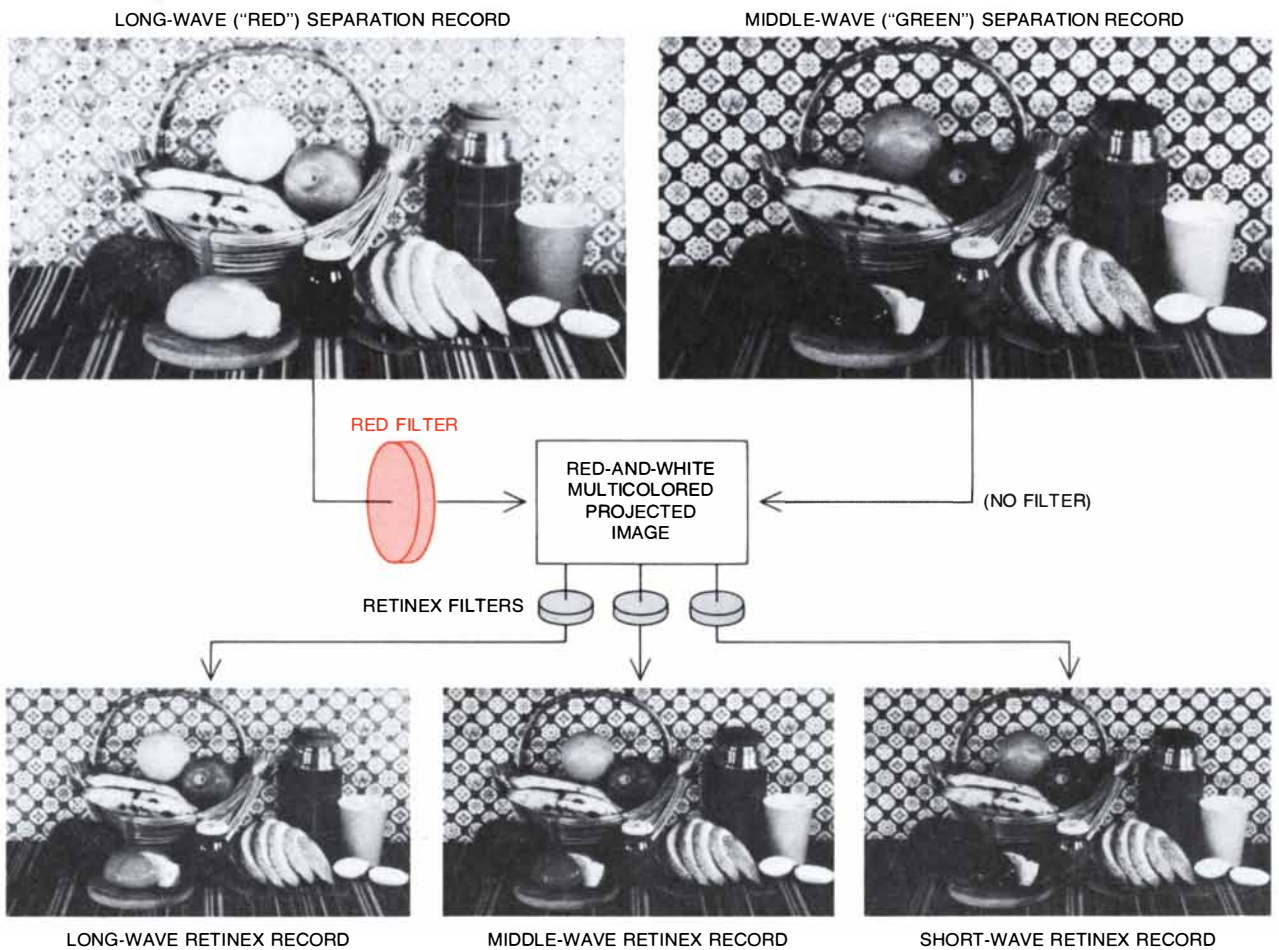 LONG-WAVE (“RED”) SEPARATION RECORD
MIDDLE-WAVE (“GREEN”) SEPARATION RECORD
RED FILTER
RED-AND-WHITE
MULTICOLORED
PROJECTED
IMAGE
(NO FILTER)
RETINEX FILTERS
LONG-WAVE RETINEX RECORD
MIDDLE-WAVE RETINEX RECORD
SHORT-WAVE RETINEX RECORD